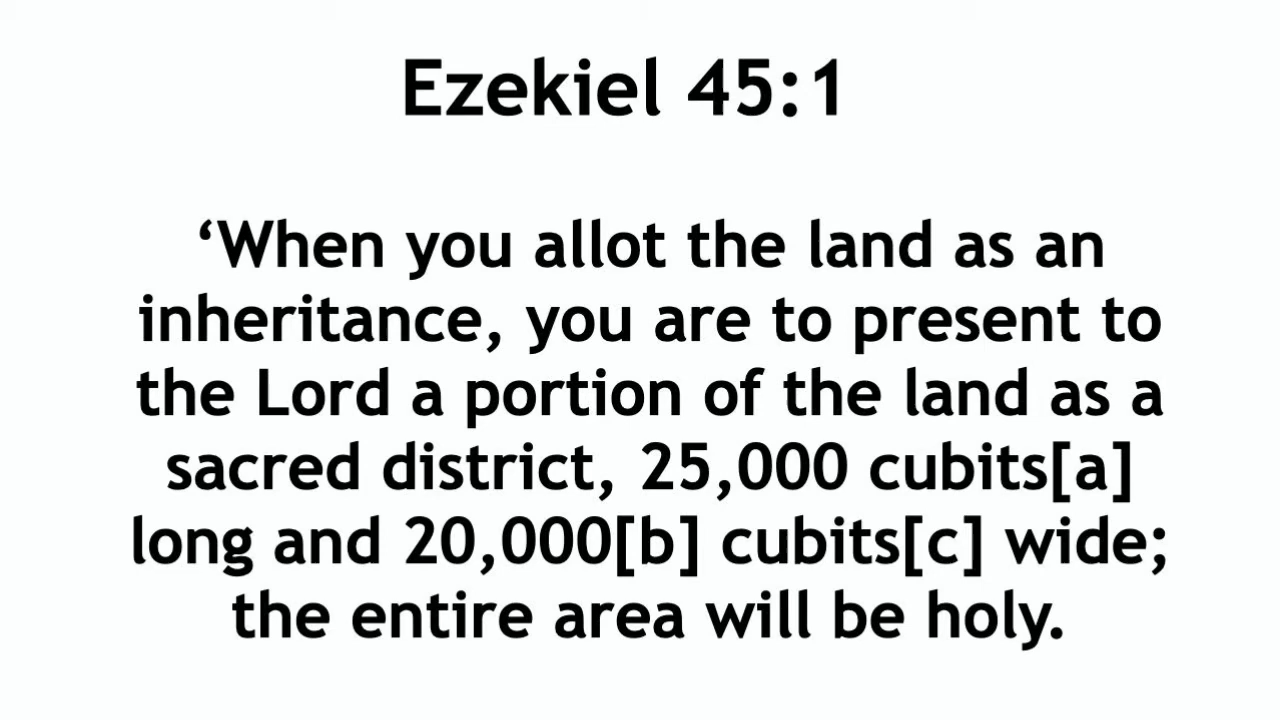 Ezekiel 45:1
‘When you allot the land as an
inheritance, you are to present to
the Lord a portion of the land as a
sacred district, 25,000 cubits[a]
long and 20,000[b] cubits[c] wide;
the entire area will be holy.